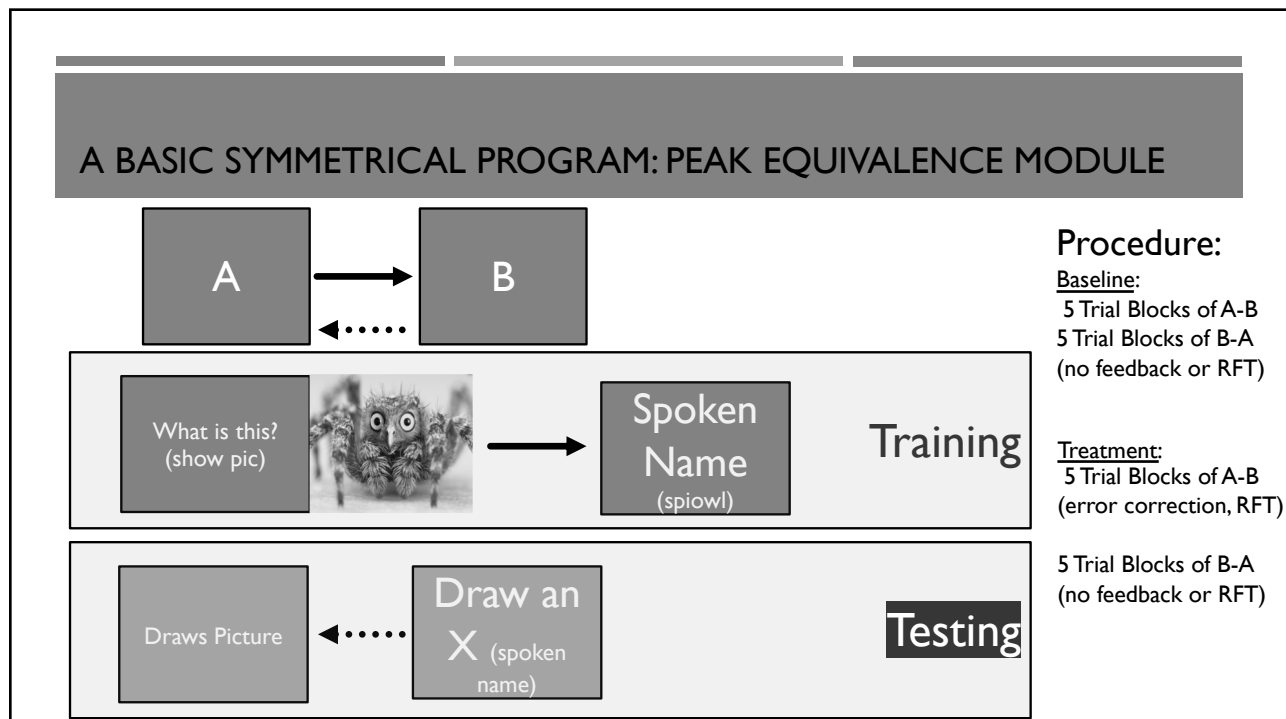 A BASIC SYMMETRICAL PROGRAM: PEAK EQUIVALENCE MODULE
A
B
What is this?
(show pic)
Spoken
Name
(spiowl)
Training
Draws Picture
Draw an
X (spoken
name)
Testing
Procedure:
Baseline:
5 Trial Blocks of A-B
5 Trial Blocks of B-A
(no feedback or RFT)
Treatment:
5 Trial Blocks of A-B
(error correction, RFT)
5 Trial Blocks of B-A
(no feedback or RFT)